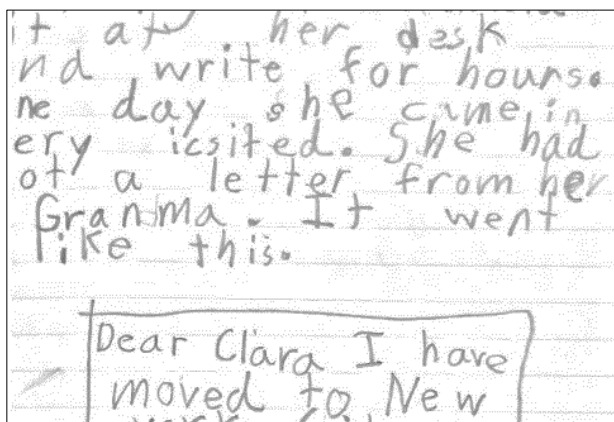 it at her desk
nd write for hours.
ne day she came in
ery icsited. She had
ot a letter from her
Granma. It went
like this.
Dear Clara I have
moved to New